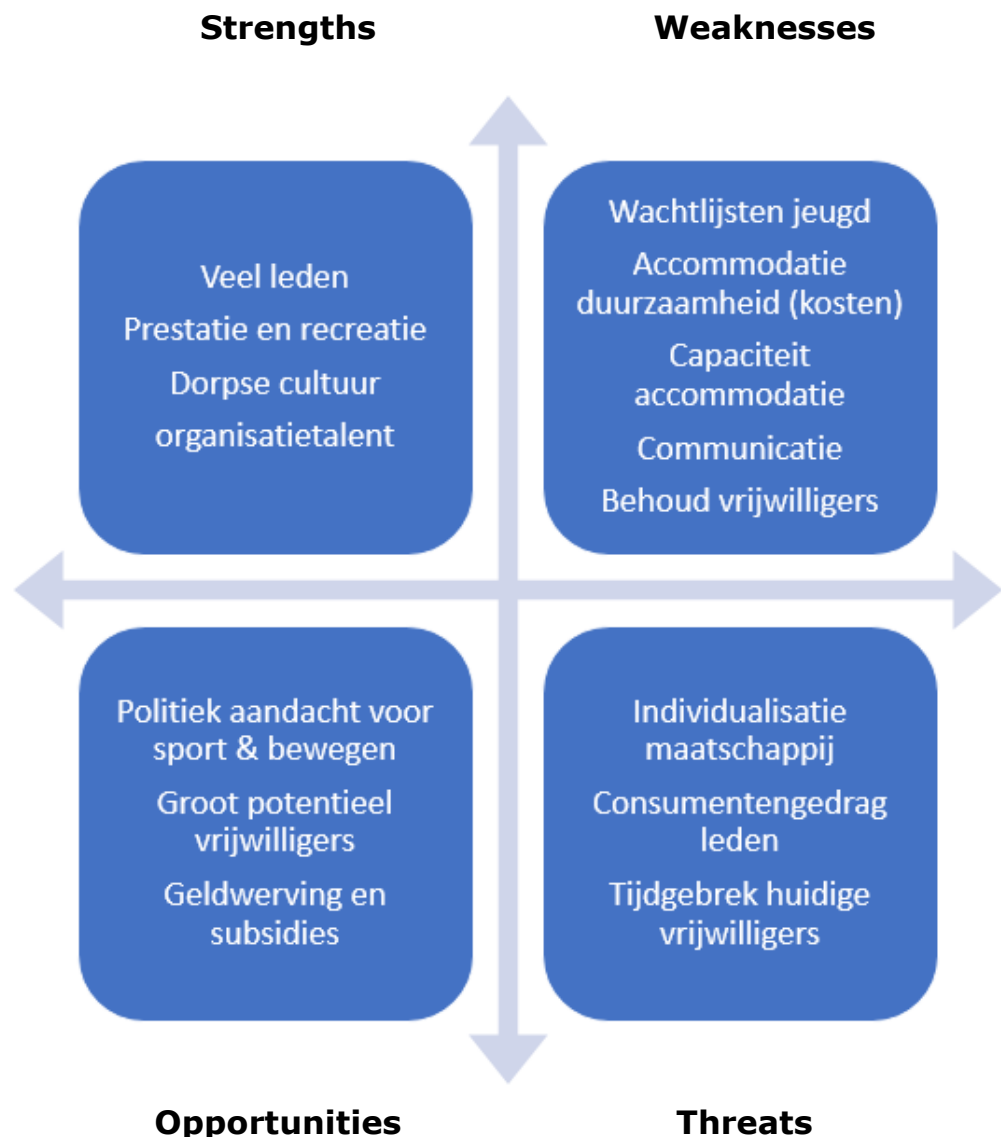 Strengths
Weaknesses
Veel leden
Prestatie en recreatie
Dorpse cultuur
organisatietalent
Wachtlijsten jeugd
Accommodatie
duurzaamheid (kosten)
Capaciteit
accommodatie
Communicatie
Behoud vrijwilligers
Politiek aandacht voor
sport & bewegen
Groot potentieel
vrijwilligers
Geldwerving en
subsidies
Individualisatie
maatschappij
Consumentengedrag
leden
Tijdgebrek huidige
vrijwilligers
Opportunities
Threats